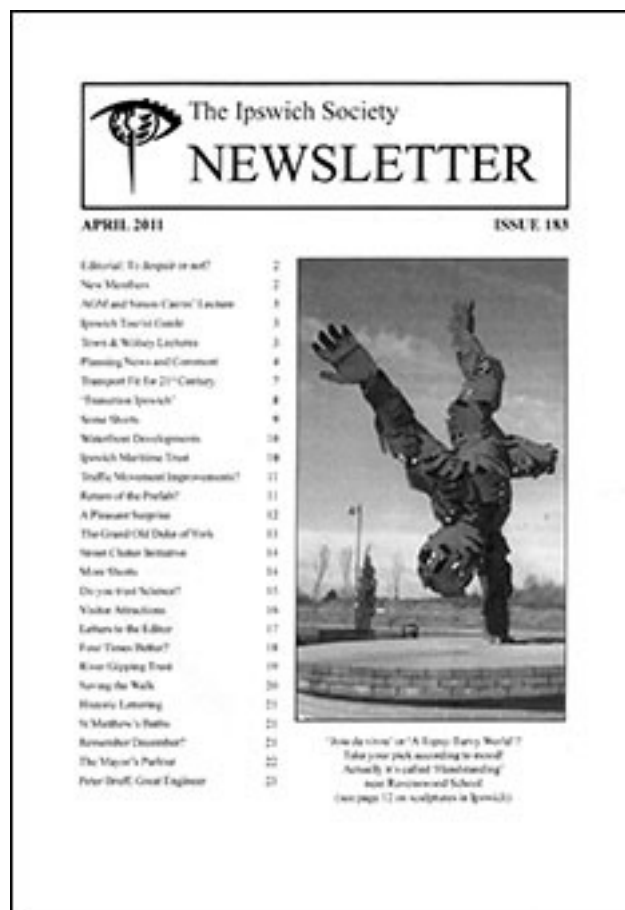 The Ipswich Society
NEWSLETTER
APRIL 2011
ISSUE 183
Editorial: To despair or not? 2
New Members 2
AGM and Simon Cairns' Lecture 3
Ipswich Tourist Guide 3
Town & Wolsey Lectures 3
Planning News and Comment 4
Transport Fit for 21st Century 7
'Transition Ipswich' 8
Some Shorts 9
Waterfront Developments 10
Ipswich Maritime Trust 10
Traffic Movement Improvements? 11
Return of the Prefab? 11
A Pleasant Surprise 12
The Grand Old Duke of York 13
Street Clutter Initiative 14
More Shorts 14
Do you trust Science? 15
Visitor Attractions 16
Letters to the Editor 17
Four Times Better? 18
River Gipping Trust 19
Saving the Walk 20
Historic Lettering 21
St Matthew's Baths 21
Remember December? 21
The Mayor's Parlour 22
Peter Bruff, Great Engineer 23
'Joie de vivre' or 'A Topsy-Turvy World'?
Take your pick according to mood!
Actually it's called 'Handstanding'
near Ravenswood School
(see page 12 on sculptures in Ipswich)